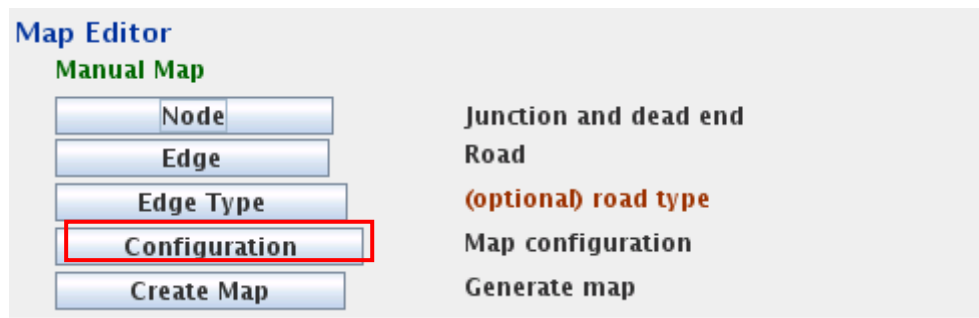 Map Editor
Manual Map
Node Junction and dead end
Edge Road
Edge Type (optional) road type
Configuration Map configuration
Create Map Generate map